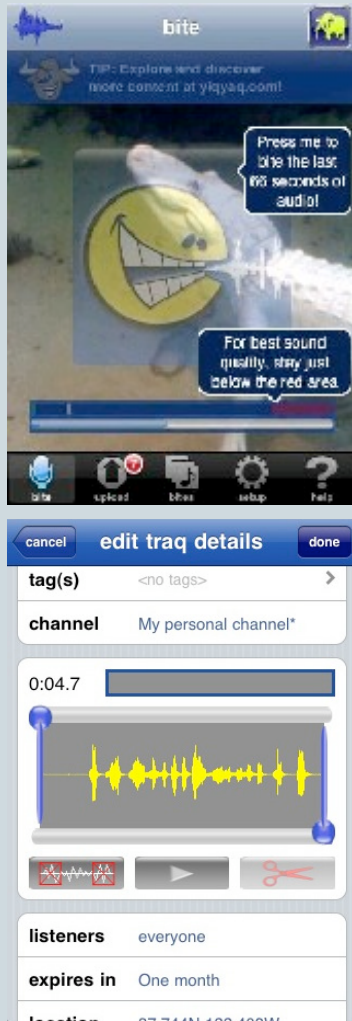 bite
TIP: Explore and discover
more content at yiqyaq.com!
Press me to
bite the last
66 seconds of
audio!
For best sound
quality, stay just
below the red area
bite
upload
bites
setup
help
cancel
edit traq details
done
tag(s)
<no tags>
channel
My personal channel*
0:04.7
listeners
everyone
expires in
One month